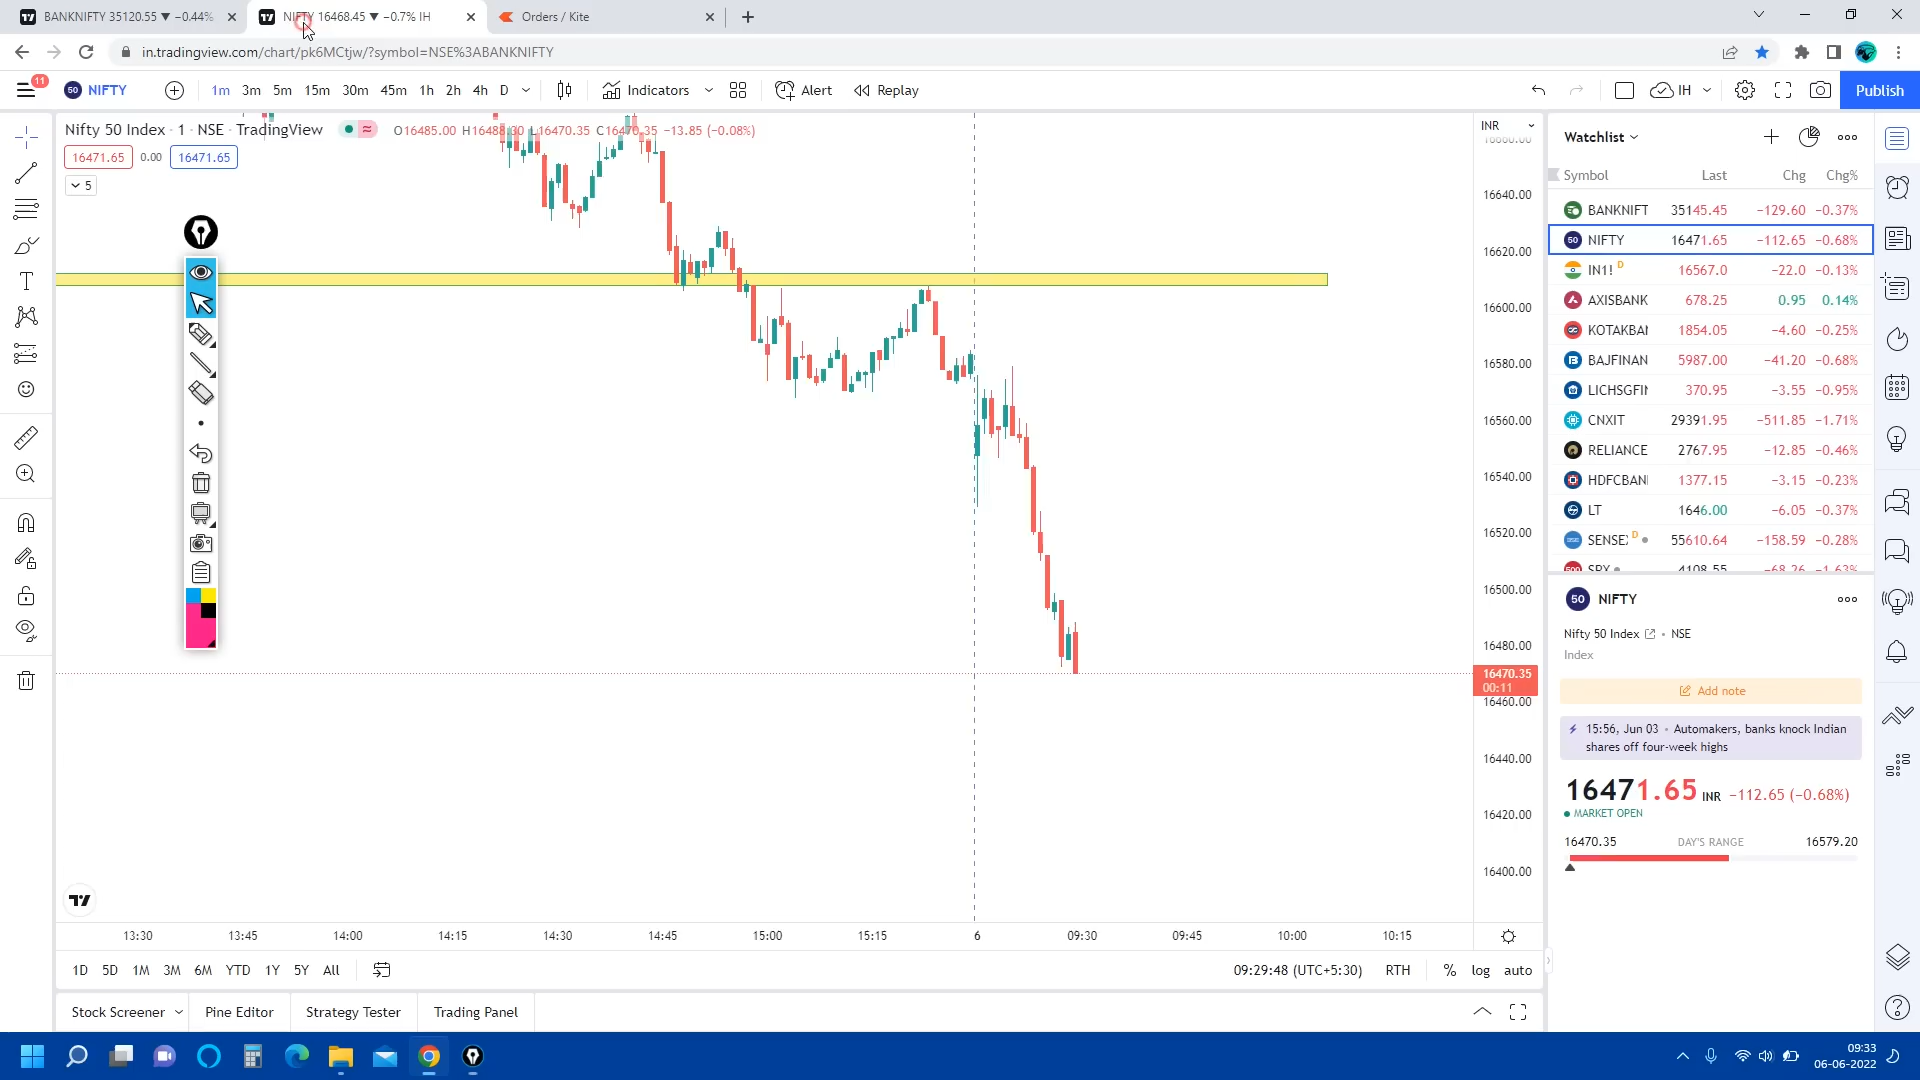 BANKNIFTY 35120.55 ▼ −0.44%
NIFTY 16468.45 ▼ −0.7% IH
Orders / Kite
in.tradingview.com/chart/pk6MCtjw/?symbol=NSE%3ABANKNIFTY
11
50 NIFTY
1m 3m 5m 15m 30m 45m 1h 2h 4h D
Indicators
Alert
Replay
IH
Publish
Nifty 50 Index · 1 · NSE · TradingView
O16485.00 H16488.30 L16470.35 C16470.35 −13.85 (−0.08%)
16471.65 0.00 16471.65
5
INR
16660.00
16640.00
16620.00
16600.00
16580.00
16560.00
16540.00
16520.00
16500.00
16480.00
16470.35
00:11
16460.00
16440.00
16420.00
16400.00
13:30 13:45 14:00 14:15 14:30 14:45 15:00 15:15 6 09:30 09:45 10:00 10:15
1D 5D 1M 3M 6M YTD 1Y 5Y All
09:29:48 (UTC+5:30) RTH % log auto
Stock Screener
Pine Editor
Strategy Tester
Trading Panel
Watchlist
Symbol Last Chg Chg%
BANKNIFT 35145.45 −129.60 −0.37%
50 NIFTY 16471.65 −112.65 −0.68%
IN1! D 16567.0 −22.0 −0.13%
AXISBANK 678.25 0.95 0.14%
KOTAKBAI 1854.05 −4.60 −0.25%
BAJFINAN 5987.00 −41.20 −0.68%
LICHSGFII 370.95 −3.55 −0.95%
CNXIT 29391.95 −511.85 −1.71%
RELIANCE 2767.95 −12.85 −0.46%
HDFCBAN 1377.15 −3.15 −0.23%
LT 1646.00 −6.05 −0.37%
SENSE D 55610.64 −158.59 −0.28%
500 SPX 4108.55 −68.26 −1.63%
50 NIFTY
Nifty 50 Index • NSE
Index
Add note
15:56, Jun 03 • Automakers, banks knock Indian
shares off four-week highs
16471.65 INR −112.65 (−0.68%)
MARKET OPEN
16470.35 DAY'S RANGE 16579.20
09:33
06-06-2022